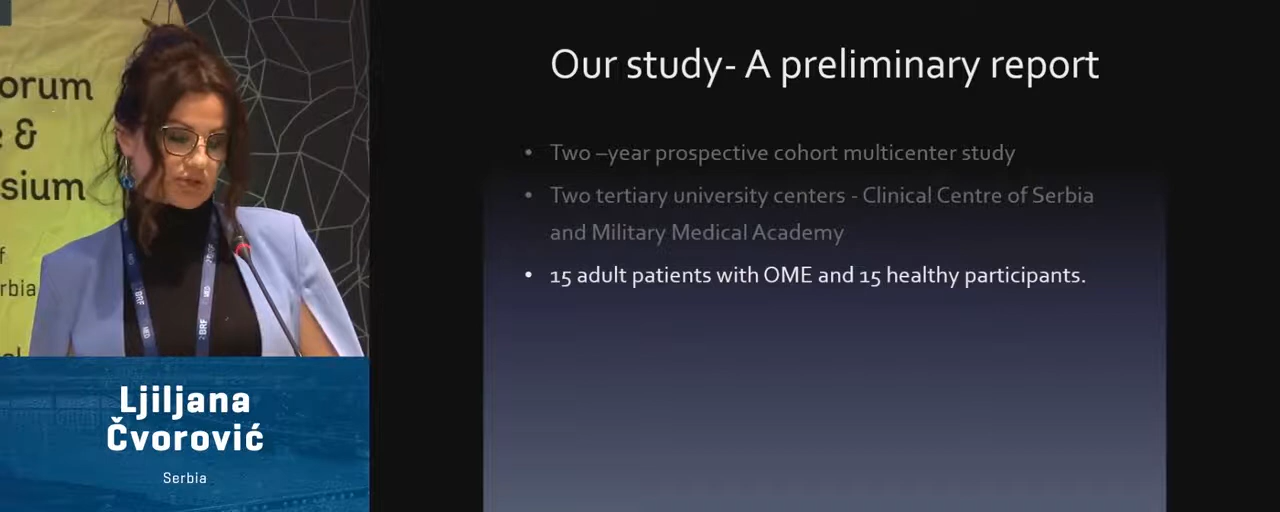 orum
&
sium
f
rbia
BRF
Our study- A preliminary report
• Two –year prospective cohort multicenter study
• Two tertiary university centers - Clinical Centre of Serbia
and Military Medical Academy
• 15 adult patients with OME and 15 healthy participants.
Ljiljana
Čvorović
Serbia